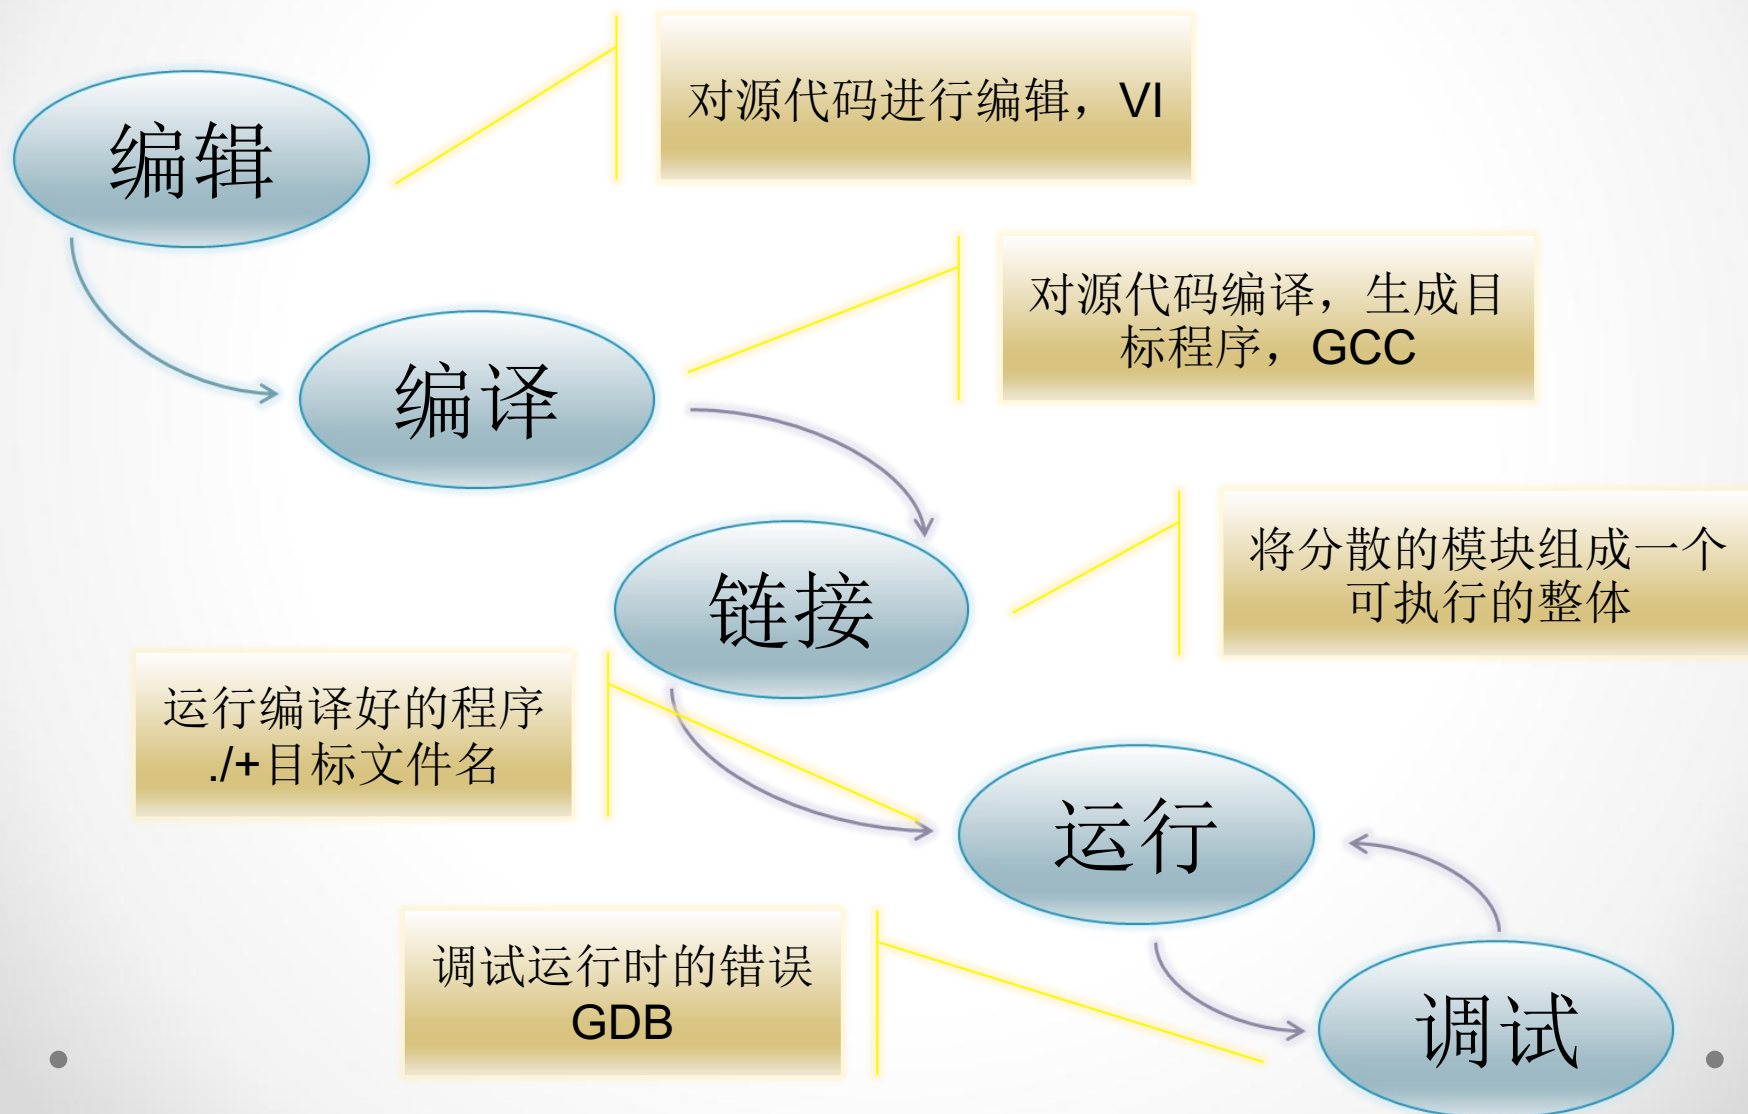 编辑
对源代码进行编辑，VI
编译
对源代码编译，生成目
标程序，GCC
链接
将分散的模块组成一个
可执行的整体
运行编译好的程序
./+目标文件名
运行
调试运行时的错误
GDB
调试